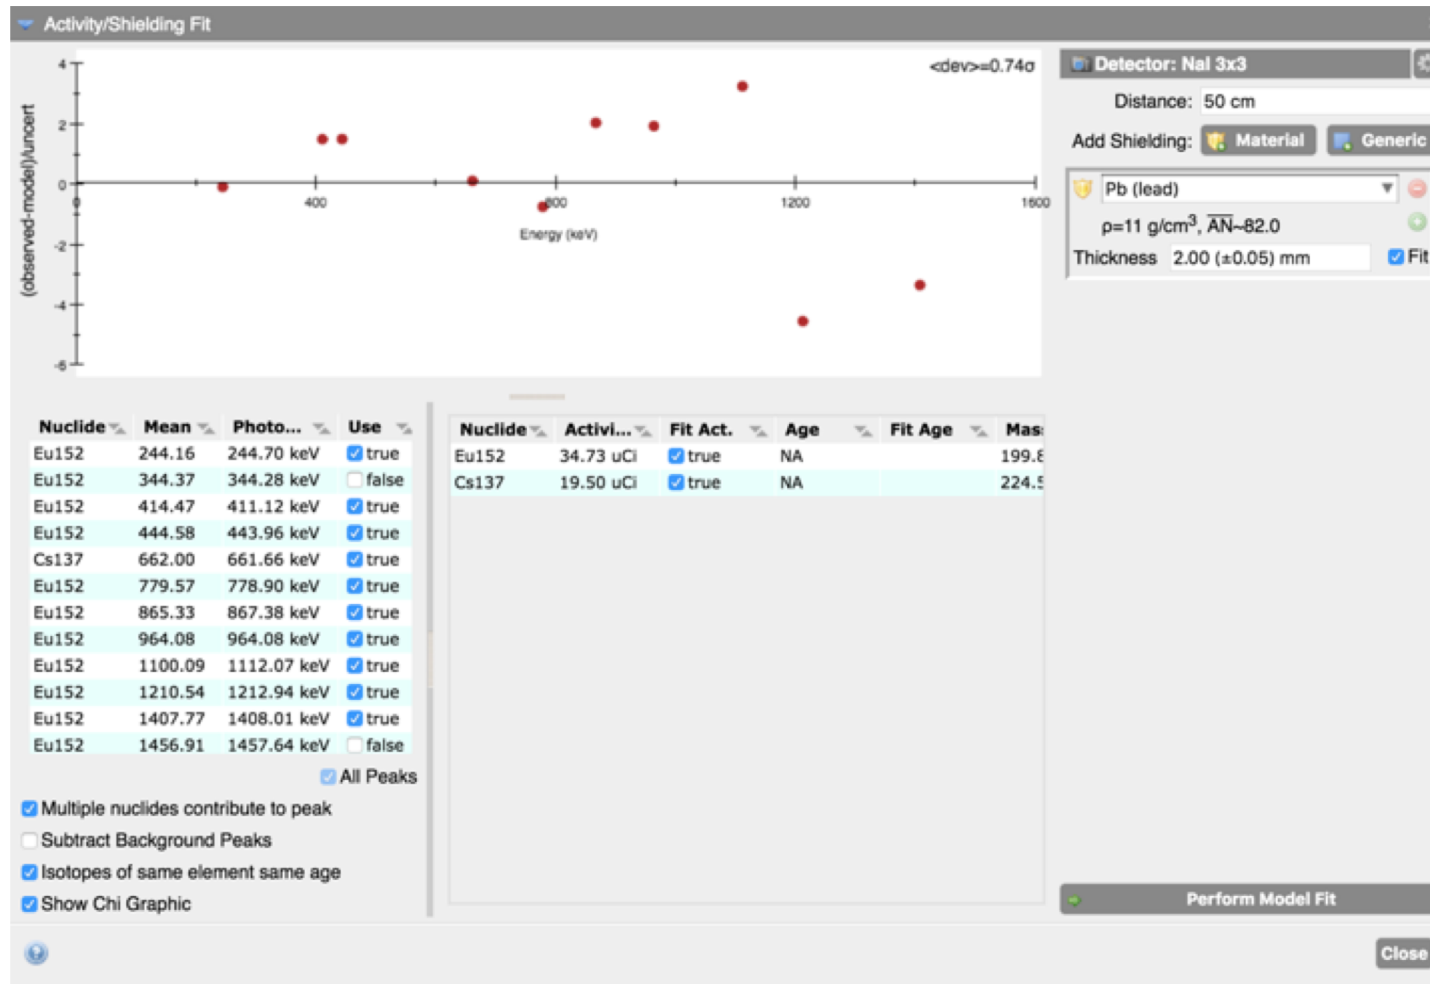 Activity/Shielding Fit
<dev>=0.74σ
(observed-model)/uncert
4
2
0
-2
-4
-6
0
400
800
1200
1600
Energy (keV)
Detector: NaI 3x3
Distance: 50 cm
Add Shielding: Material Generic
Pb (lead)
ρ=11 g/cm³, AN~82.0
Thickness 2.00 (±0.05) mm Fit
Nuclide Mean Photo... Use
Eu152 244.16 244.70 keV true
Eu152 344.37 344.28 keV false
Eu152 414.47 411.12 keV true
Eu152 444.58 443.96 keV true
Cs137 662.00 661.66 keV true
Eu152 779.57 778.90 keV true
Eu152 865.33 867.38 keV true
Eu152 964.08 964.08 keV true
Eu152 1100.09 1112.07 keV true
Eu152 1210.54 1212.94 keV true
Eu152 1407.77 1408.01 keV true
Eu152 1456.91 1457.64 keV false
All Peaks
Multiple nuclides contribute to peak
Subtract Background Peaks
Isotopes of same element same age
Show Chi Graphic
Nuclide Activi... Fit Act. Age Fit Age Mas
Eu152 34.73 uCi true NA 199.8
Cs137 19.50 uCi true NA 224.5
Perform Model Fit
Close